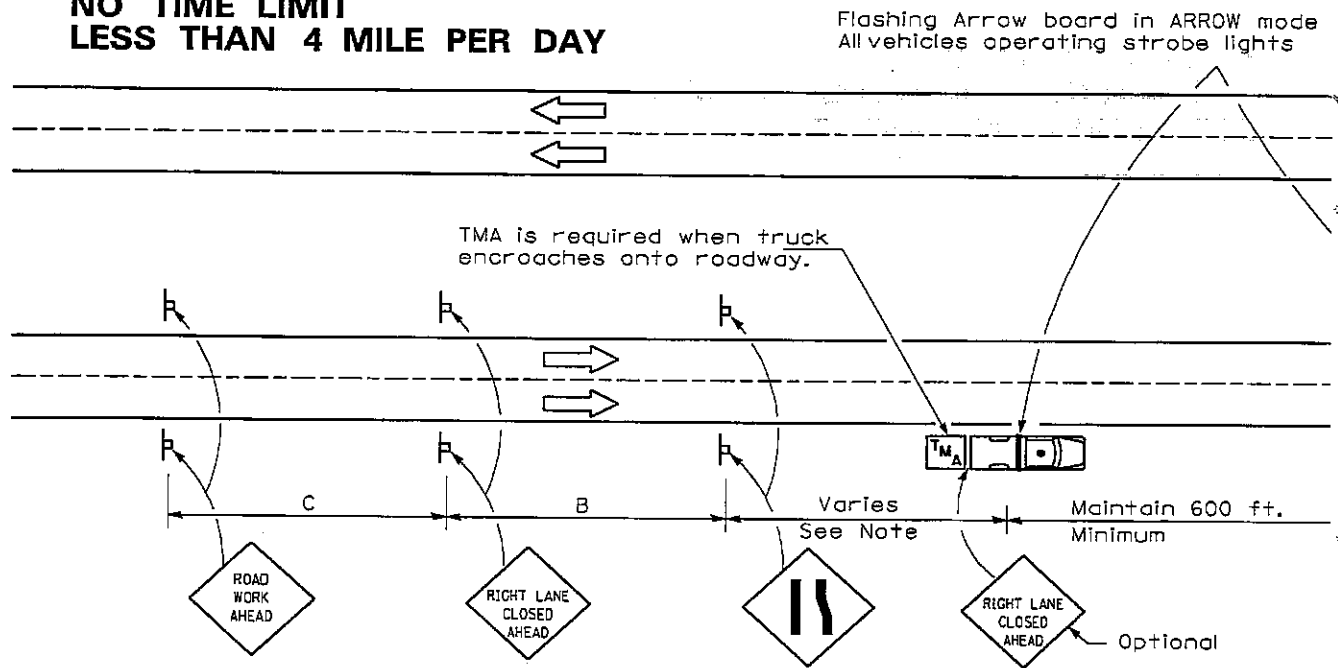 NO TIME LIMIT
LESS THAN 4 MILE PER DAY
Flashing Arrow board in ARROW mode
All vehicles operating strobe lights
TMA is required when truck
encroaches onto roadway.
TMA
C
B
Varies
See Note
Maintain 600 ft.
Minimum
ROAD
WORK
AHEAD
RIGHT LANE
CLOSED
AHEAD
RIGHT LANE
CLOSED
AHEAD
Optional